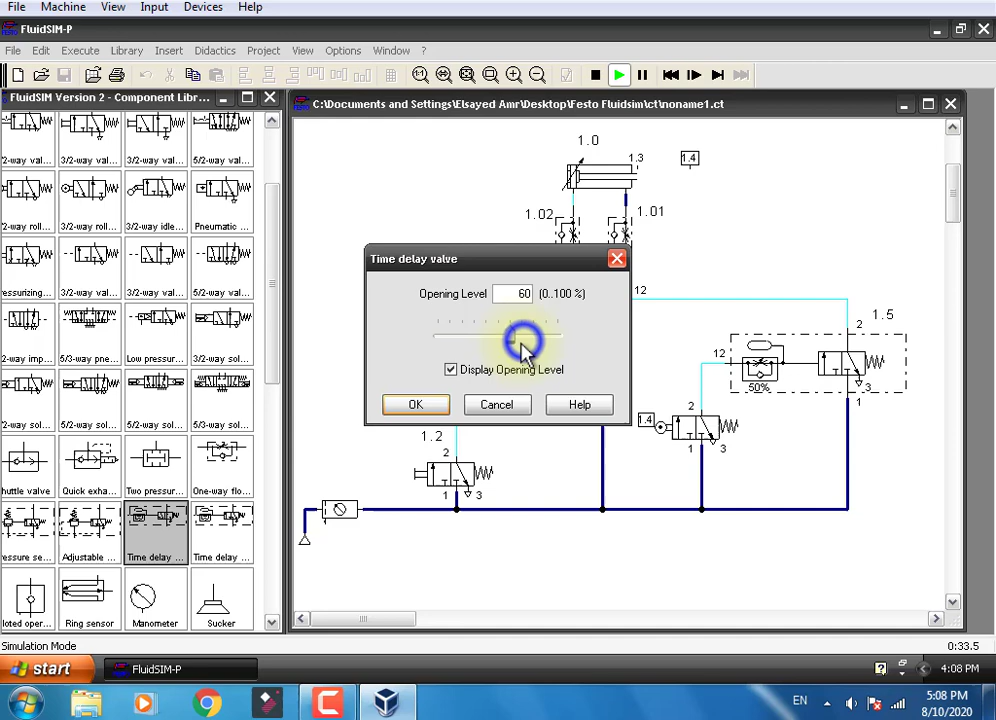 File Machine View Input Devices Help
FluidSIM-P
File Edit Execute Library Insert Didactics Project View Options Window ?
FluidSIM Version 2 - Component Libr...
C:\Documents and Settings\Elsayed Amr\Desktop\Festo Fluidsim\ct\noname1.ct
/2-way val... 3/2-way val... 3/2-way val... 5/2-way val...
/2-way roll... 3/2-way roll... 3/2-way idle... Pneumatic ...
ressurizing... 3/2-way val... 5/2-way val... 5/2-way val...
/2-way imp... 5/3-way pne... Low pressur...
/2-way sol... 5/2-way sol... 5/2-way sol... 5/3-way sol...
huttle valve Quick exha... Two pressur... One-way flo...
ressure se... Adjustable ... Time delay ... Time delay ...
loted oper... Ring sensor Manometer Sucker
1.0
1.3
1.4
1.02
1.01
Time delay valve
Opening Level 60 (0..100 %)
Display Opening Level
OK Cancel Help
12
2 1.5
12
50%
3
1
1.4
2
1 3
1.2
2
1 3
Simulation Mode 0:33.5
start FluidSIM-P 4:08 PM
EN 5:08 PM
8/10/2020